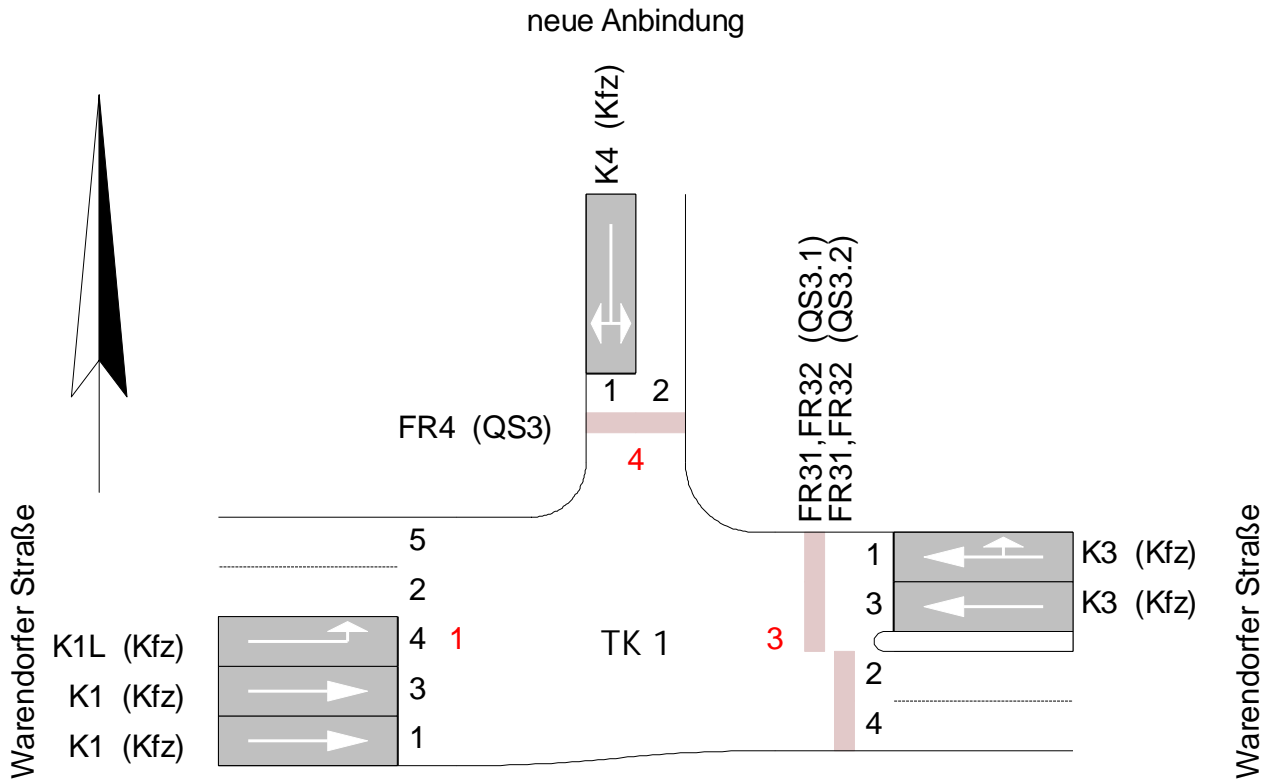 neue Anbindung
K4 (Kfz)
FR31,FR32 (QS3.1)
FR31,FR32 (QS3.2)
1 2
FR4 (QS3)
4
Warendorfer Straße
5
2
K1L (Kfz)
4
1
K1 (Kfz)
3
K1 (Kfz)
1
TK 1
3
1
K3 (Kfz)
3
K3 (Kfz)
2
4
Warendorfer Straße